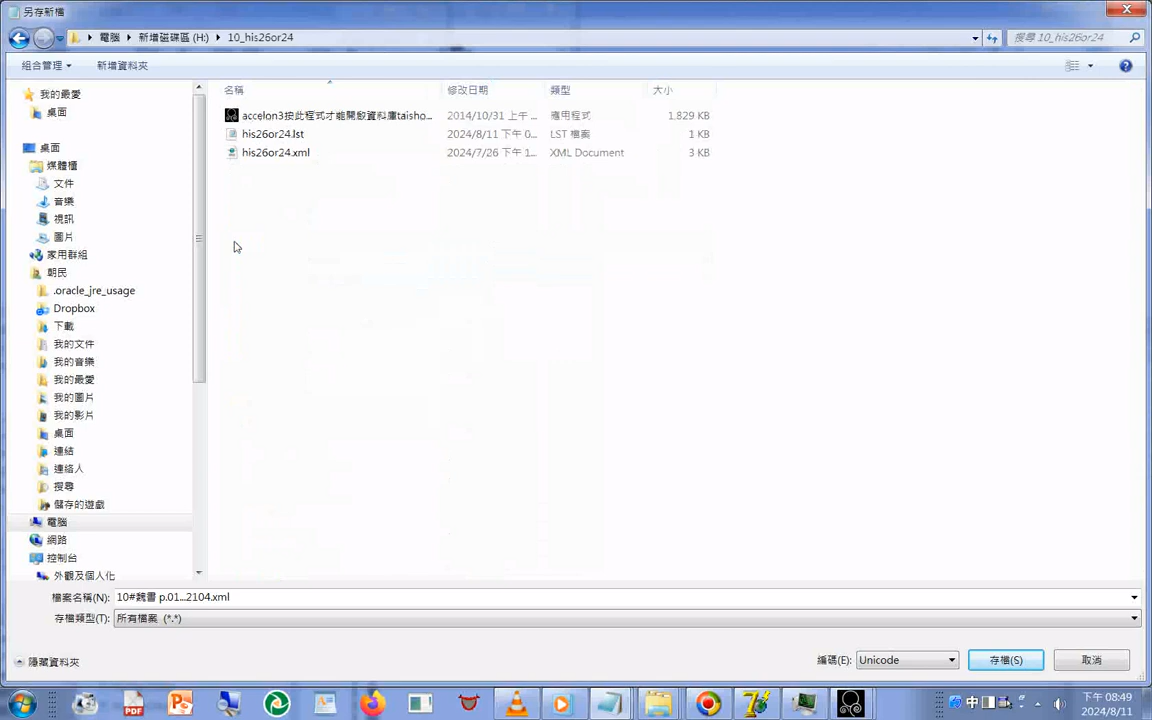 另存新檔
電腦 新增磁碟區 (H:) 10_his26or24
搜尋 10_his26or24
組合管理 新增資料夾
名稱 修改日期 類型 大小
accelon3按此程式才能開啟資料庫taisho... 2014/10/31 上午 ... 應用程式 1,829 KB
his26or24.lst 2024/8/11 下午 0... LST 檔案 1 KB
his26or24.xml 2024/7/26 下午 1... XML Document 3 KB
我的最愛
桌面
桌面
媒體櫃
文件
音樂
視訊
圖片
家用群組
朝民
.oracle_jre_usage
Dropbox
下載
我的文件
我的音樂
我的最愛
我的圖片
我的影片
桌面
連結
連絡人
搜尋
儲存的遊戲
電腦
網路
控制台
外觀及個人化
檔案名稱(N): 10#魏書 p.01...2104.xml
存檔類型(T): 所有檔案 (*.*)
隱藏資料夾 編碼(E): Unicode 存檔(S) 取消
PDF
中
下午 08:49
2024/8/11